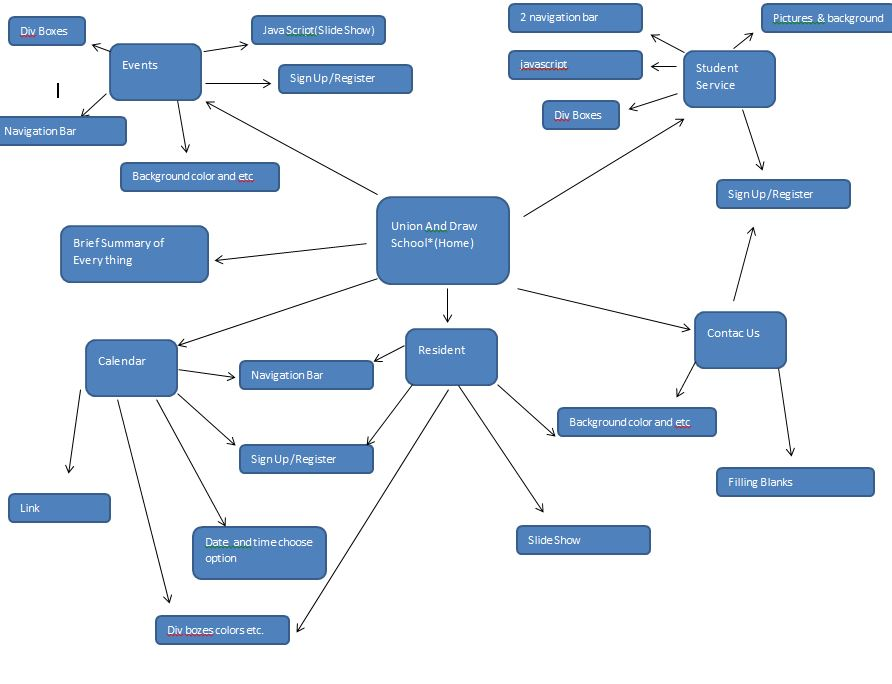 2 navigation bar
Pictures & background
Div Boxes
JavaScript(Slide Show)
Events
javascript
Student
Service
Sign Up/Register
Div Boxes
Navigation Bar
Background color and etc
Sign Up/Register
Union And Draw
School*(Home)
Brief Summary of
Every thing
Contac Us
Resident
Calendar
Navigation Bar
Background color and etc
Sign Up/Register
Filling Blanks
Link
Date and time choose
option
Slide Show
Div bozes colors etc.